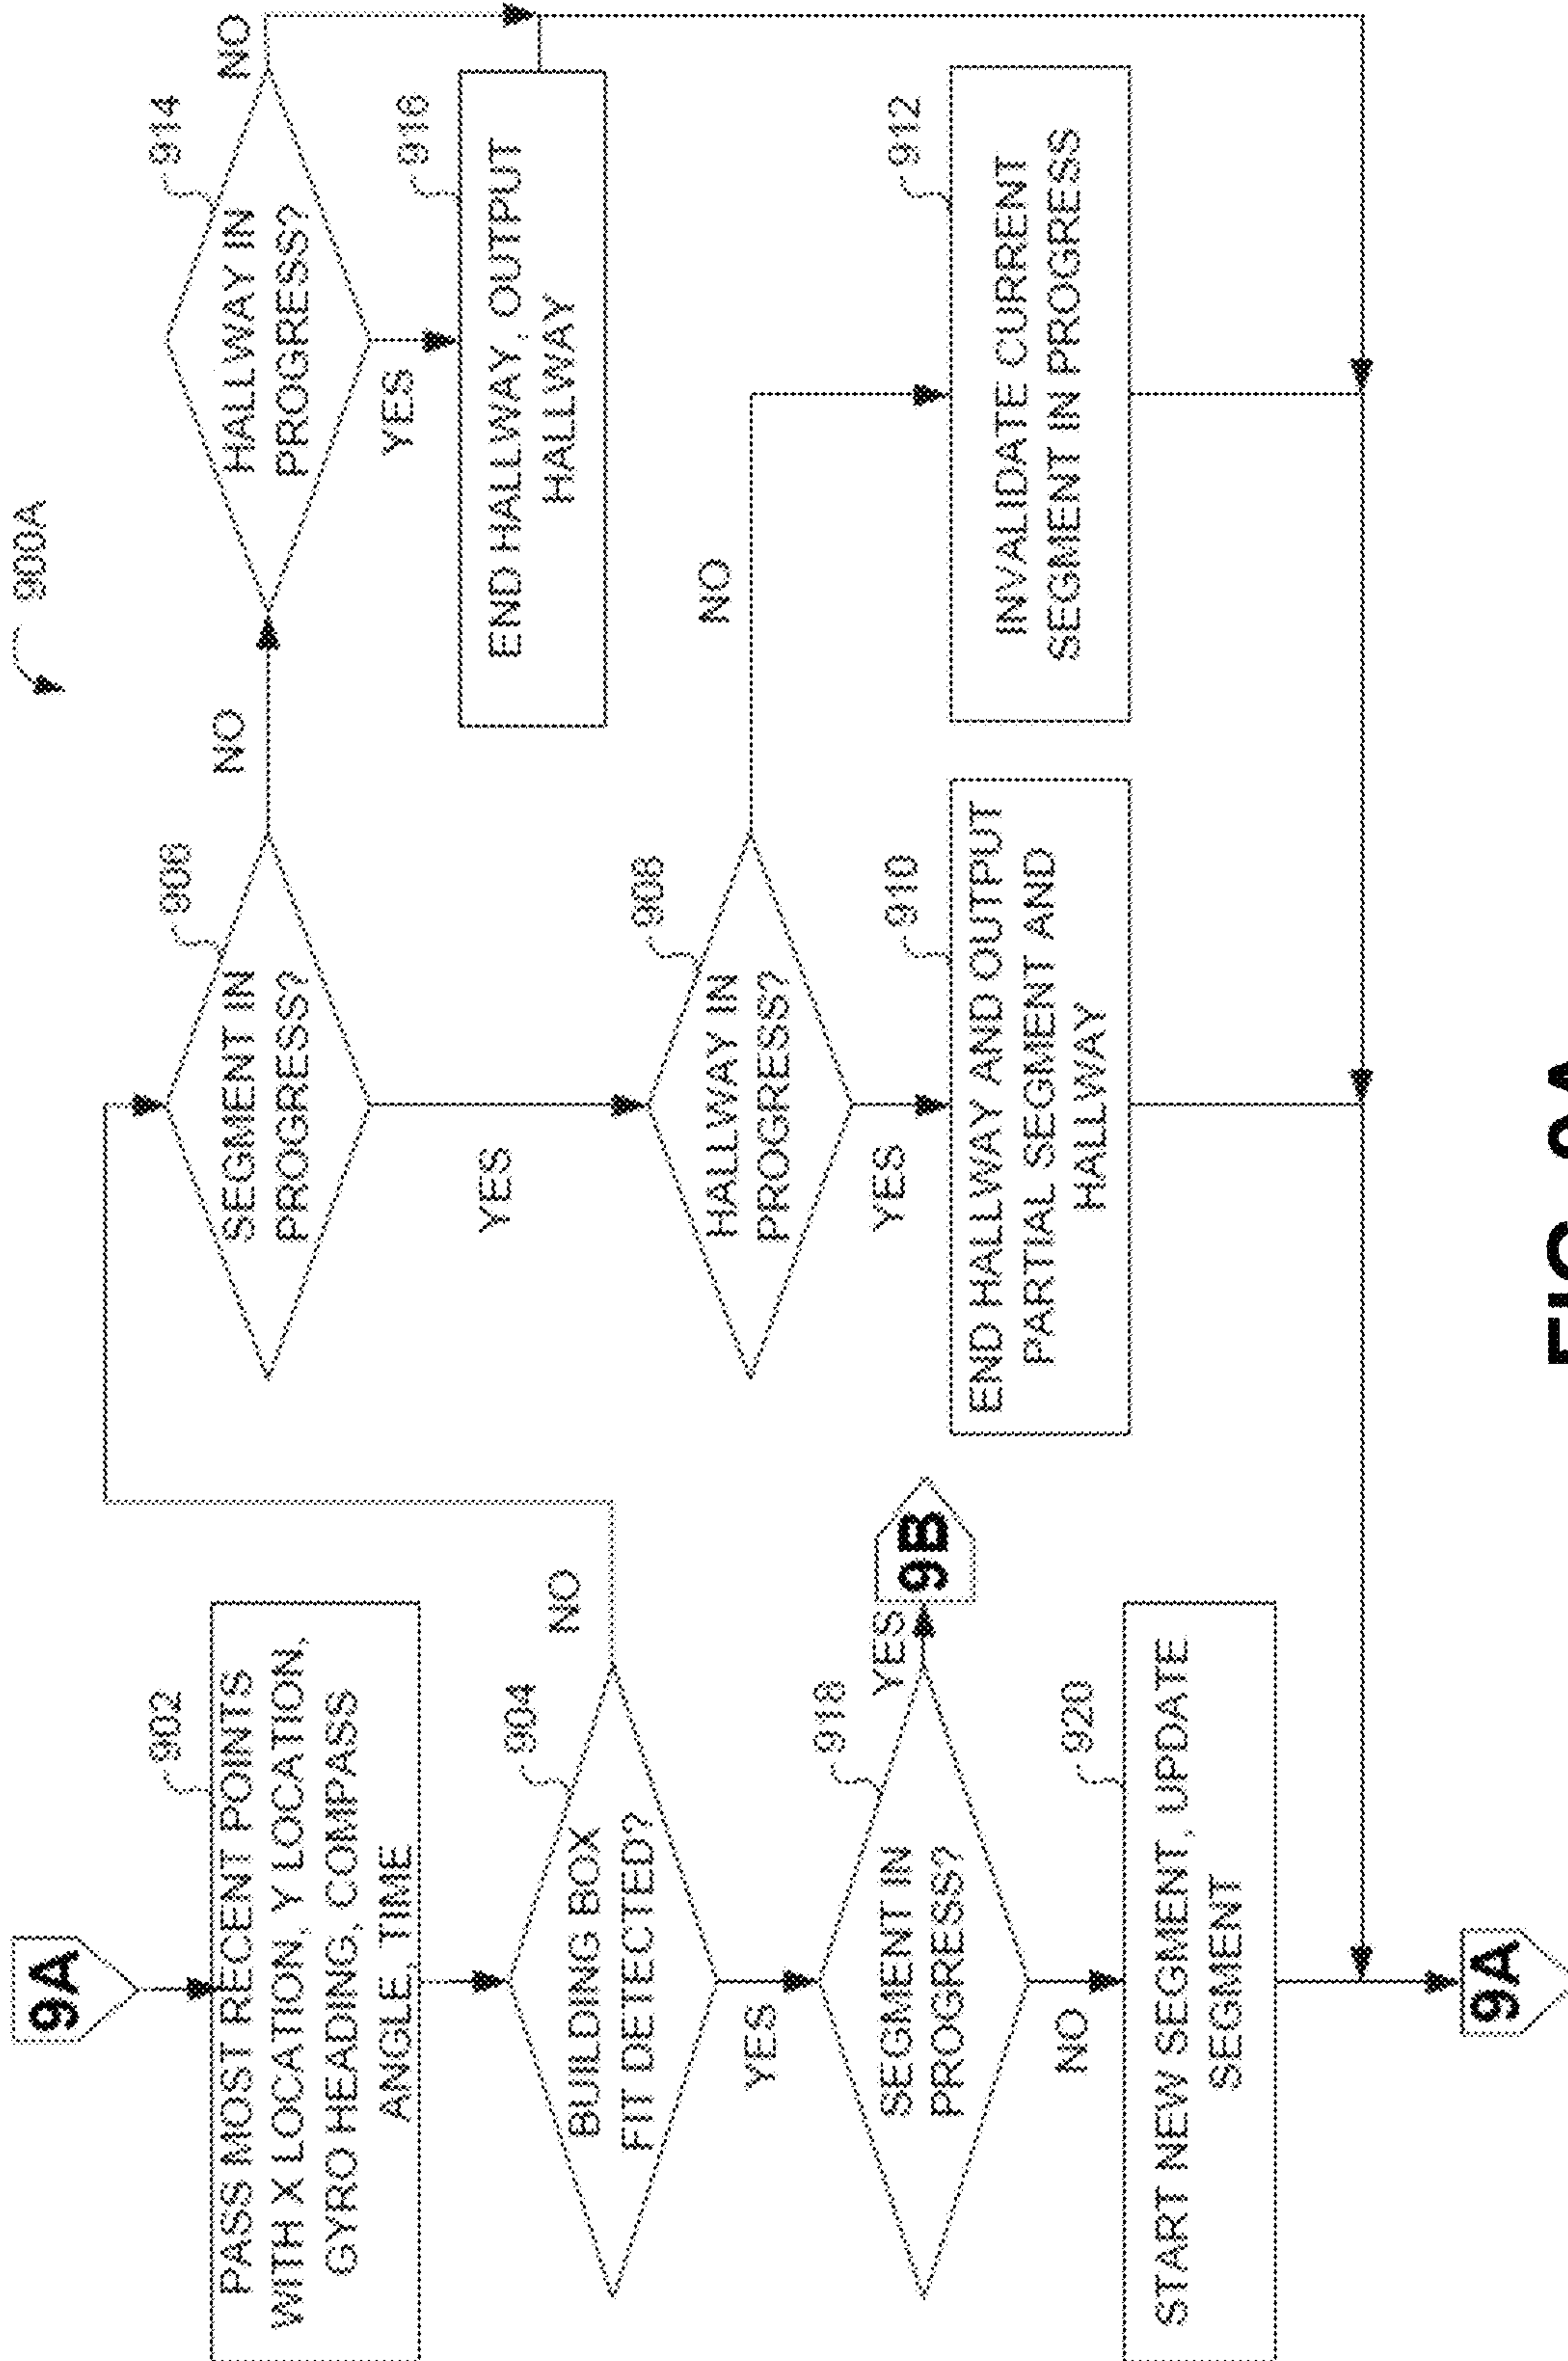 900A
9A
902
PASS MOST RECENT POINTS
WITH X LOCATION, Y LOCATION,
GYRO HEADING, COMPASS
ANGLE, TIME
904
BUILDING BOX
FIT DETECTED?
NO
YES
918
SEGMENT IN
PROGRESS?
YES
9B
NO
920
START NEW SEGMENT, UPDATE
SEGMENT
9A
906
SEGMENT IN
PROGRESS?
NO
YES
908
HALLWAY IN
PROGRESS?
NO
YES
910
END HALLWAY AND OUTPUT
PARTIAL SEGMENT AND
HALLWAY
914
HALLWAY IN
PROGRESS?
NO
YES
916
END HALLWAY, OUTPUT
HALLWAY
912
INVALIDATE CURRENT
SEGMENT IN PROGRESS
FIG. 9A